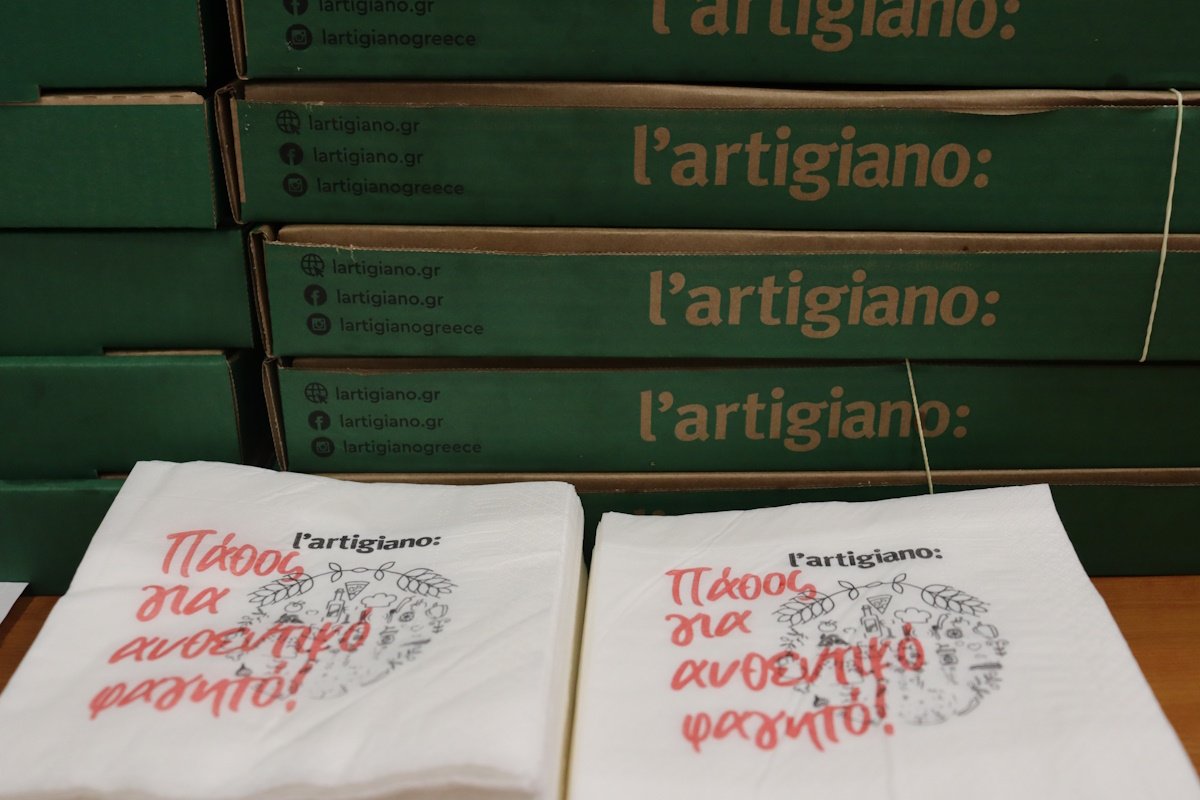 lartigiano.gr
lartigianogreece
l'artigiano:
lartigiano.gr
lartigiano.gr
lartigianogreece
l'artigiano:
lartigiano.gr
lartigiano.gr
lartigianogreece
l'artigiano:
lartigiano.gr
lartigiano.gr
lartigianogreece
l'artigiano:
l'artigiano:
Πάθος
για
αυθεντικό
φαγητό!
l'artigiano:
Πάθος
για
αυθεντικό
φαγητό!